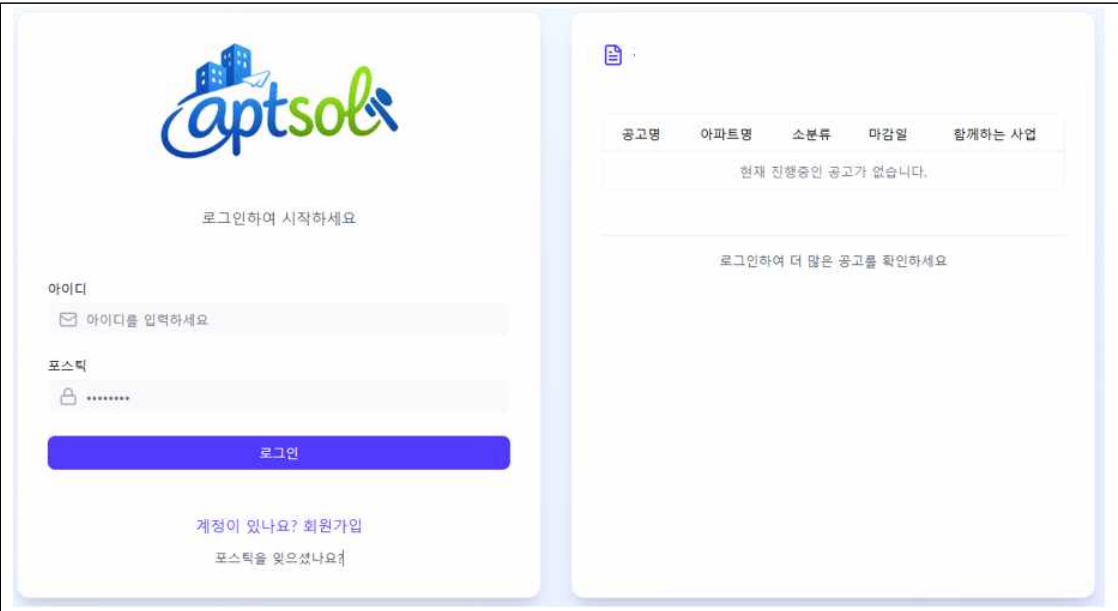 aptsol
로그인하여 시작하세요
아이디
아이디를 입력하세요
포스틱
••••••••
로그인
계정이 있나요? 회원가입
포스틱을 잊으셨나요?
공고명 아파트명 소분류 마감일 함께하는 사업
현재 진행중인 공고가 없습니다.
로그인하여 더 많은 공고를 확인하세요